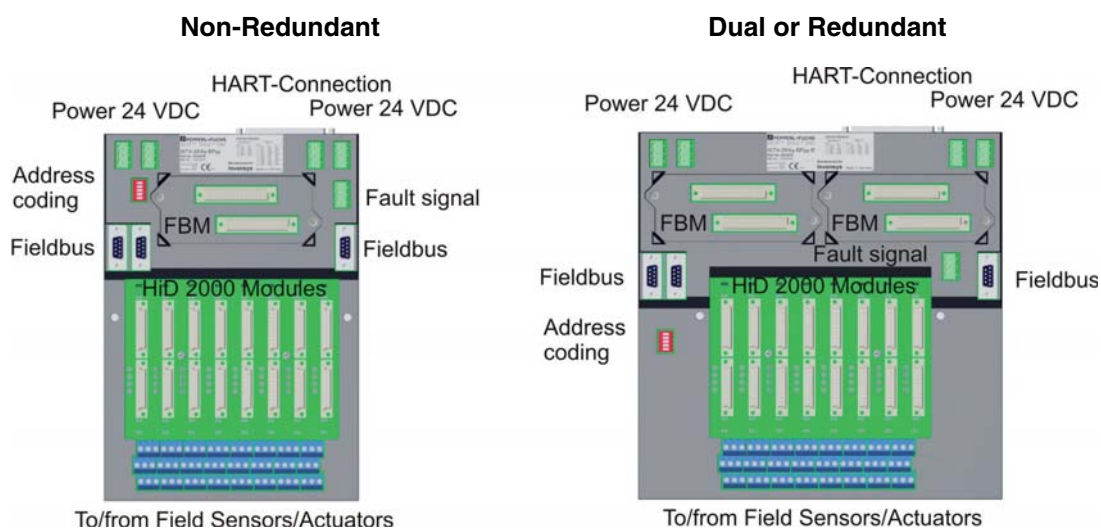 Non-Redundant
HART-Connection
Power 24 VDC
Power 24 VDC
Address
coding
Fault signal
FBM
Fieldbus
Fieldbus
HiD 2000 Modules
To/from Field Sensors/Actuators
Dual or Redundant
HART-Connection
Power 24 VDC
Power 24 VDC
FBM
FBM
Fault signal
Fieldbus
Fieldbus
HiD 2000 Modules
Address
coding
To/from Field Sensors/Actuators